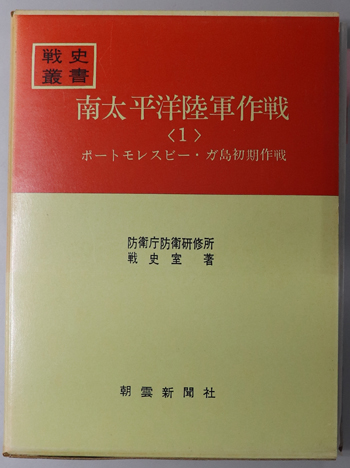 戦史
叢書
南太平洋陸軍作戦
〈1〉
ポートモレスビー・ガ島初期作戦
防衛庁防衛研修所
戦史室 著
朝雲新聞社